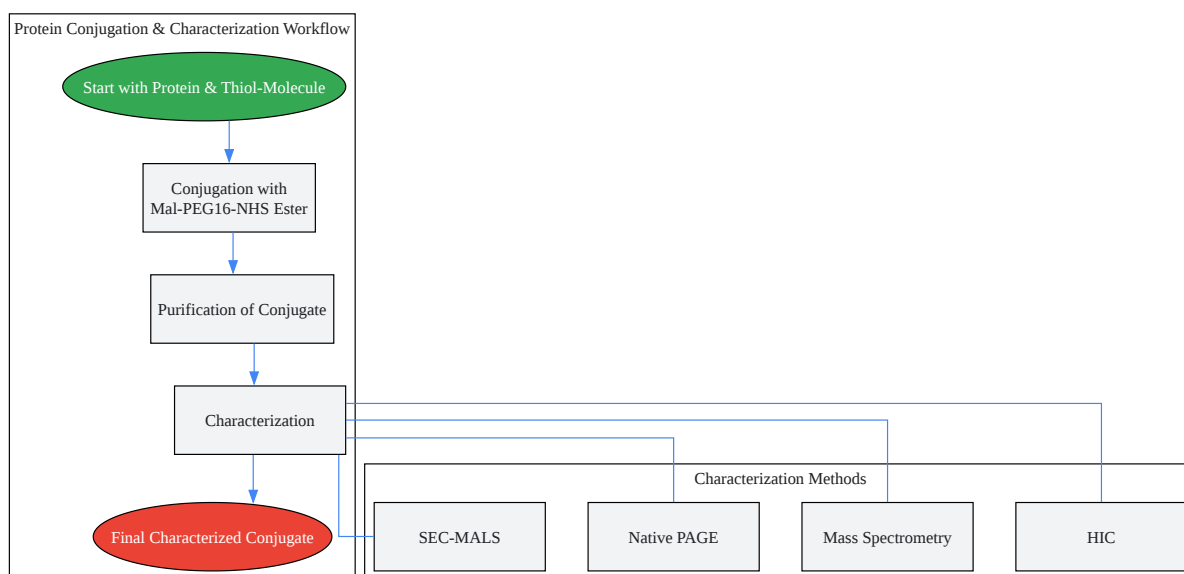 Protein Conjugation & Characterization Workflow
Start with Protein & Thiol-Molecule
Conjugation with
Mal-PEG16-NHS Ester
Purification of Conjugate
Characterization
Final Characterized Conjugate
Characterization Methods
SEC-MALS
Native PAGE
Mass Spectrometry
HIC